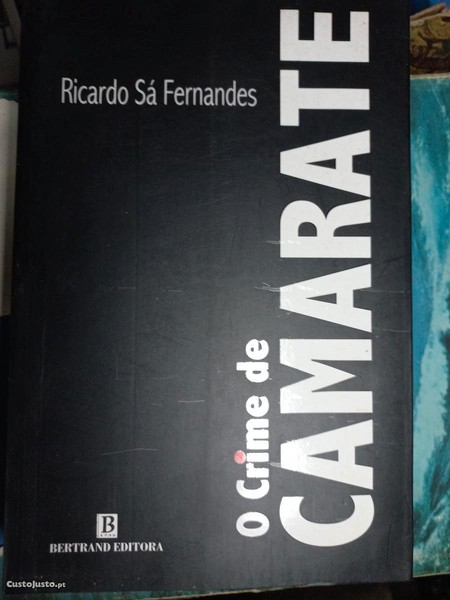 Ricardo Sá Fernandes
O Crime de
CAMARATE
B
BERTRAND EDITORA
CustoJusto.pt